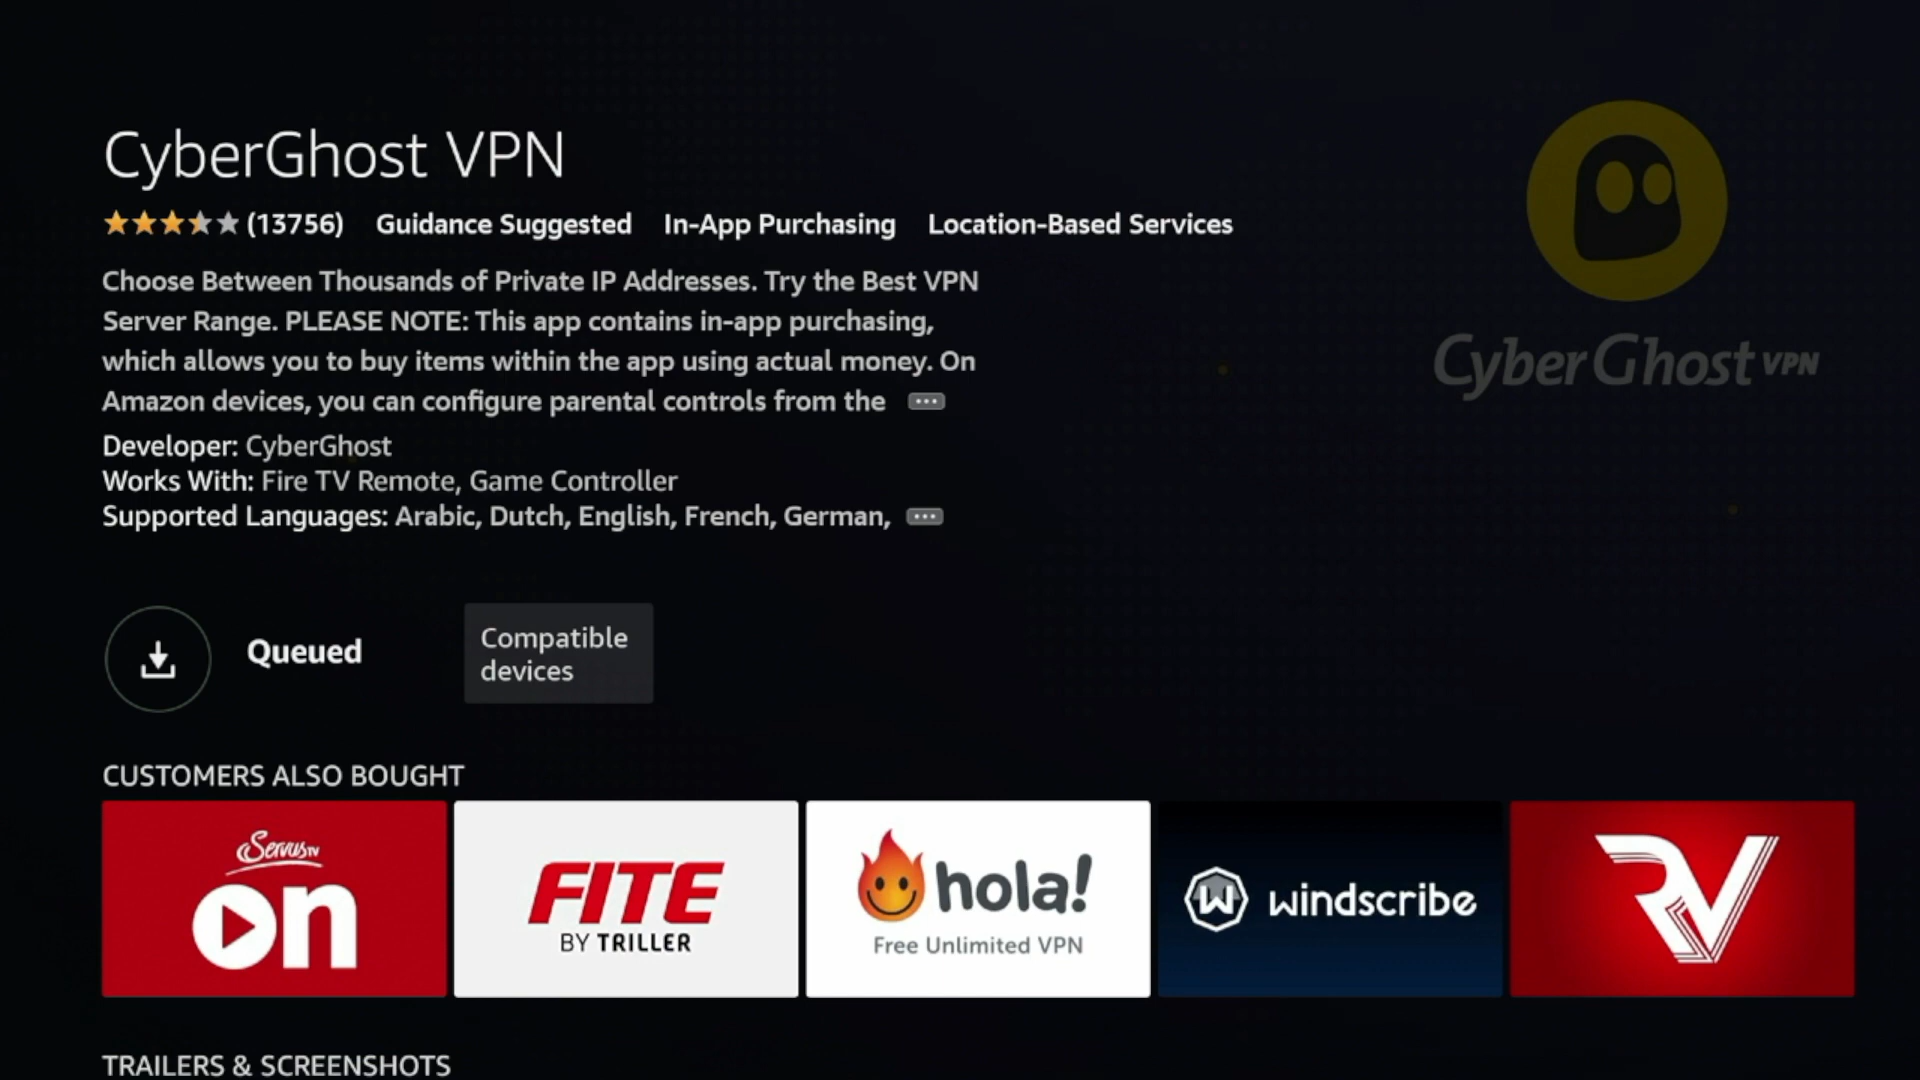 CyberGhost VPN
(13756) Guidance Suggested In-App Purchasing Location-Based Services
Choose Between Thousands of Private IP Addresses. Try the Best VPN
Server Range. PLEASE NOTE: This app contains in-app purchasing,
which allows you to buy items within the app using actual money. On
Amazon devices, you can configure parental controls from the
CyberGhost VPN
Developer: CyberGhost
Works With: Fire TV Remote, Game Controller
Supported Languages: Arabic, Dutch, English, French, German,
Queued
Compatible
devices
CUSTOMERS ALSO BOUGHT
ServusTV
on
FITE
BY TRILLER
hola!
Free Unlimited VPN
W windscribe
RV
TRAILERS & SCREENSHOTS